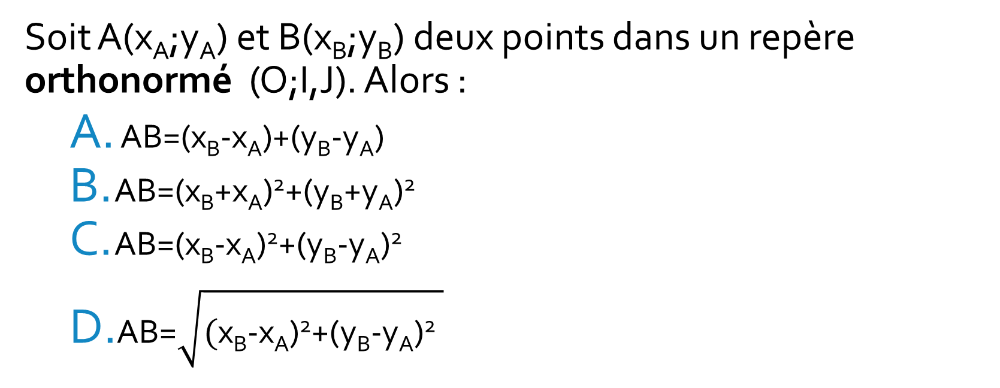 Soit A(x_A;y_A) et B(x_B;y_B) deux points dans un repère
orthonormé (O;I,J). Alors :
A. AB=(x_B-x_A)+(y_B-y_A)
B. AB=(x_B+x_A)²+(y_B+y_A)²
C. AB=(x_B-x_A)²+(y_B-y_A)²
D. AB=√((x_B-x_A)²+(y_B-y_A)²)